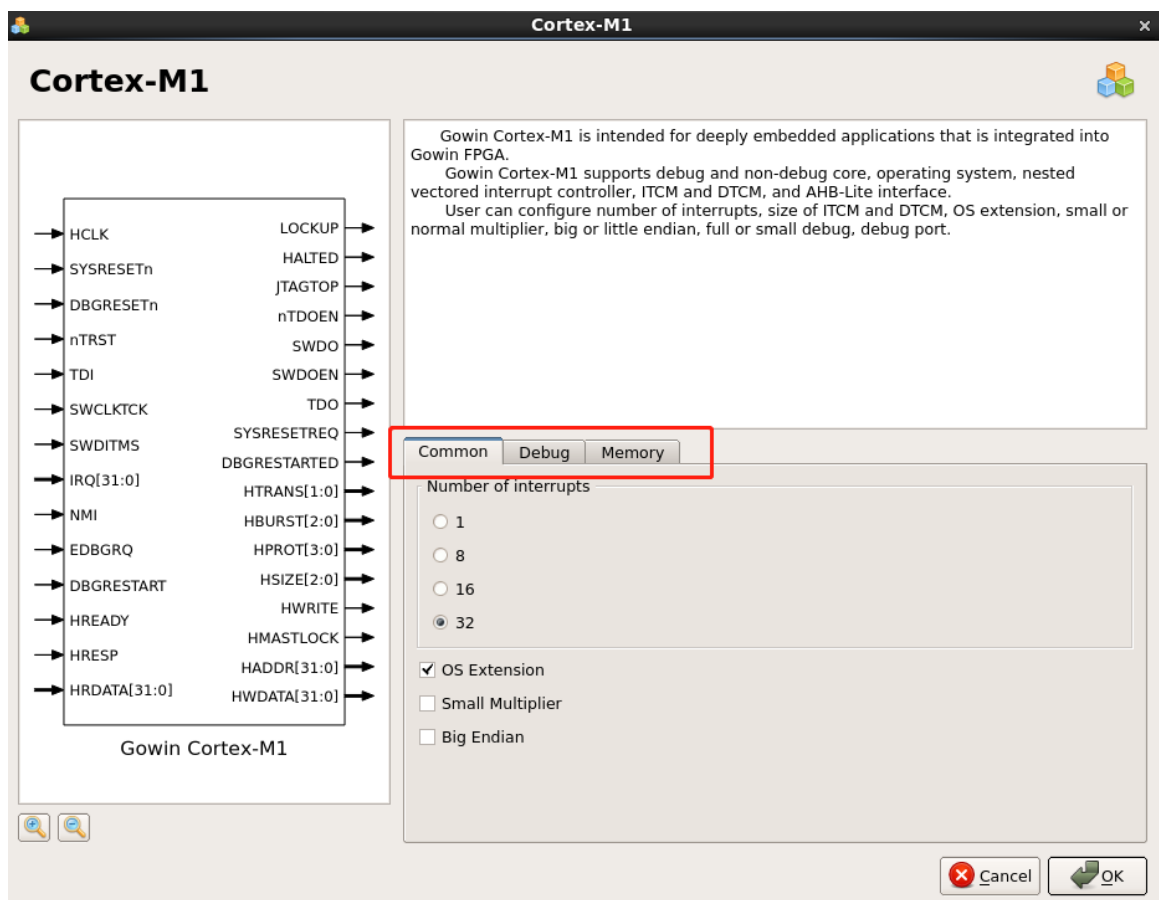 Cortex-M1
Cortex-M1
HCLK
SYSRESETn
DBGRESETn
nTRST
TDI
SWCLKTCK
SWDITMS
IRQ[31:0]
NMI
EDBGRQ
DBGRESTART
HREADY
HRESP
HRDATA[31:0]
LOCKUP
HALTED
JTAGTOP
nTDOEN
SWDO
SWDOEN
TDO
SYSRESETREQ
DBGRESTARTED
HTRANS[1:0]
HBURST[2:0]
HPROT[3:0]
HSIZE[2:0]
HWRITE
HMASTLOCK
HADDR[31:0]
HWDATA[31:0]
Gowin Cortex-M1
Gowin Cortex-M1 is intended for deeply embedded applications that is integrated into
Gowin FPGA.
Gowin Cortex-M1 supports debug and non-debug core, operating system, nested
vectored interrupt controller, ITCM and DTCM, and AHB-Lite interface.
User can configure number of interrupts, size of ITCM and DTCM, OS extension, small or
normal multiplier, big or little endian, full or small debug, debug port.
Common Debug Memory
Number of interrupts
1
8
16
32
OS Extension
Small Multiplier
Big Endian
Cancel OK